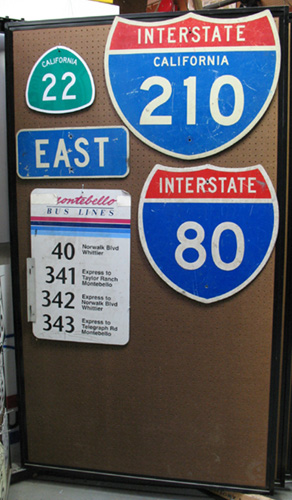 CALIFORNIA
22
INTERSTATE
CALIFORNIA
210
EAST
INTERSTATE
80
montebello
BUS LINES
40 Norwalk Blvd
Whittier
341 Express to
Taylor Ranch
Montebello
342 Express to
Norwalk Blvd
Whittier
343 Express to
Telegraph Rd
Montebello